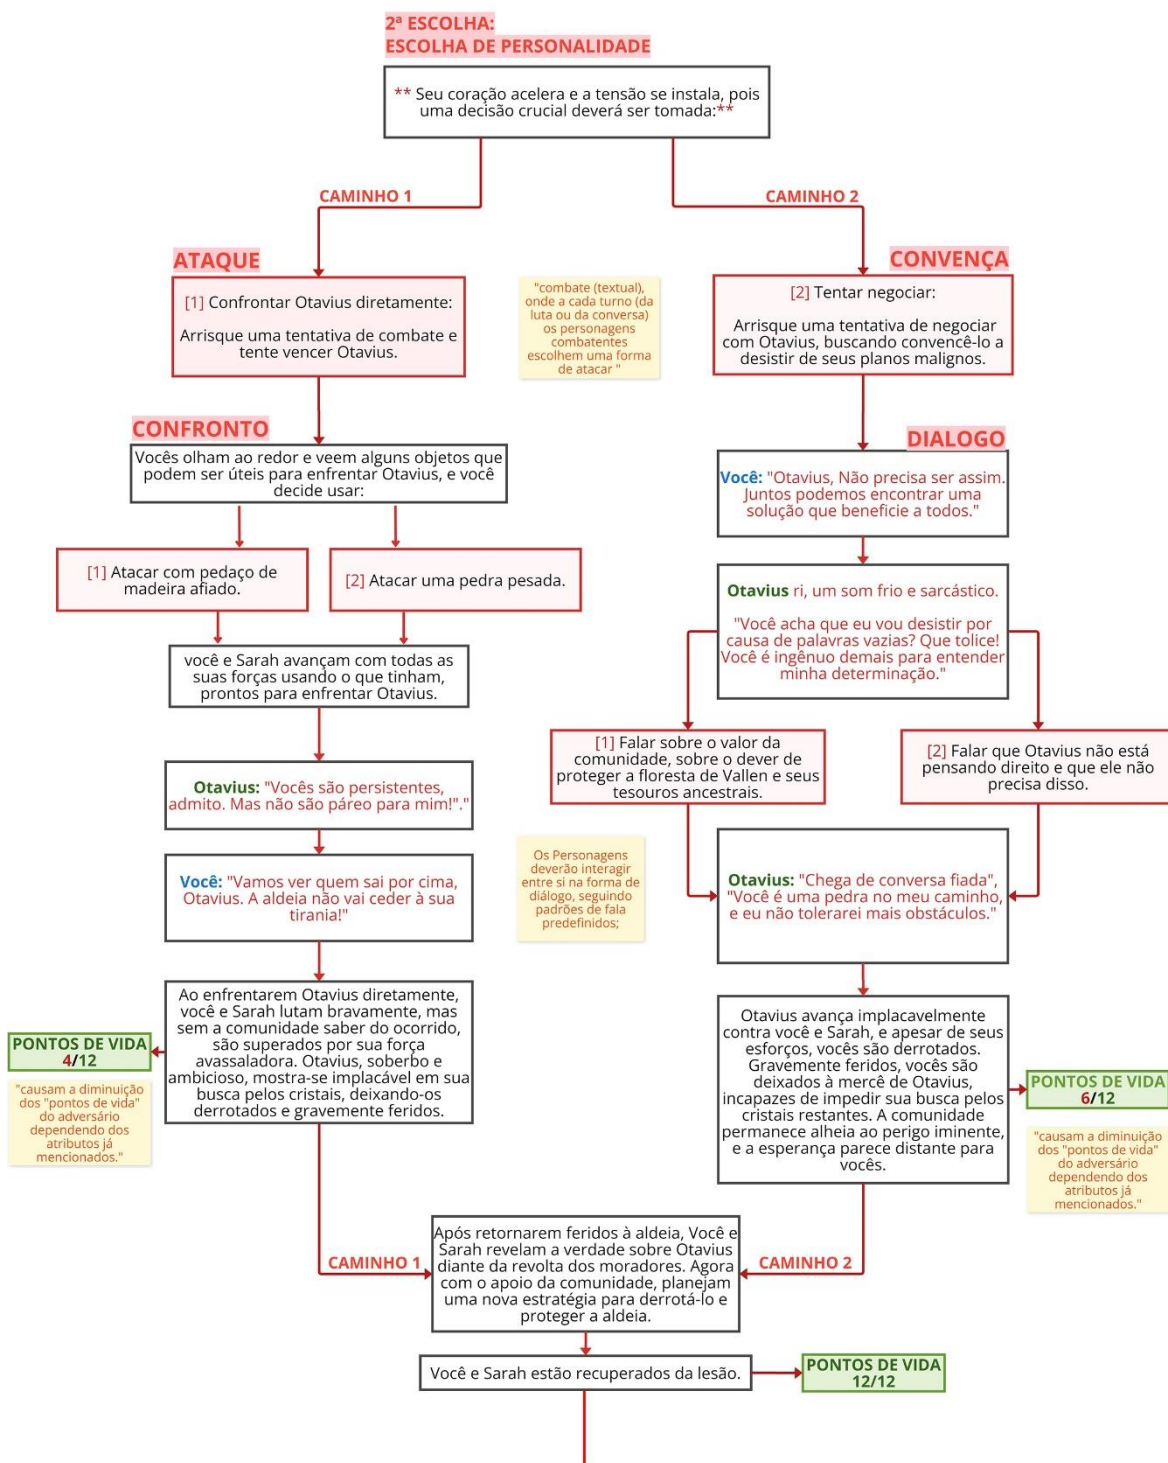 2ª ESCOLHA:
ESCOLHA DE PERSONALIDADE
** Seu coração acelera e a tensão se instala, pois
uma decisão crucial deverá ser tomada:**
CAMINHO 1
CAMINHO 2
ATAQUE
[1] Confrontar Otavius diretamente:
Arrisque uma tentativa de combate e
tente vencer Otavius.
"combate (textual),
onde a cada turno (da
luta ou da conversa)
os personagens
combatentes
escolhem uma forma
de atacar "
CONVENÇA
[2] Tentar negociar:
Arrisque uma tentativa de negociar
com Otavius, buscando convencê-lo a
desistir de seus planos malignos.
CONFRONTO
Vocês olham ao redor e veem alguns objetos que
podem ser úteis para enfrentar Otavius, e você
decide usar:
DIALOGO
Você: "Otavius, Não precisa ser assim.
Juntos podemos encontrar uma
solução que beneficie a todos."
[1] Atacar com pedaço de
madeira afiado.
[2] Atacar uma pedra pesada.
Otavius ri, um som frio e sarcástico.
"Você acha que eu vou desistir por
causa de palavras vazias? Que tolice!
Você é ingênuo demais para entender
minha determinação."
você e Sarah avançam com todas as
suas forças usando o que tinham,
prontos para enfrentar Otavius.
[1] Falar sobre o valor da
comunidade, sobre o dever de
proteger a floresta de Vallen e seus
tesouros ancestrais.
[2] Falar que Otavius não está
pensando direito e que ele não
precisa disso.
Otavius: "Vocês são persistentes,
admito. Mas não são páreo para mim!"."
Você: "Vamos ver quem sai por cima,
Otavius. A aldeia não vai ceder à sua
tirania!"
Os Personagens
deverão interagir
entre si na forma de
diálogo, seguindo
padrões de fala
predefinidos;
Otavius: "Chega de conversa fiada",
"Você é uma pedra no meu caminho,
e eu não tolerarei mais obstáculos."
Ao enfrentarem Otavius diretamente,
você e Sarah lutam bravamente, mas
sem a comunidade saber do ocorrido,
são superados por sua força
avassaladora. Otavius, soberbo e
ambicioso, mostra-se implacável em sua
busca pelos cristais, deixando-os
derrotados e gravemente feridos.
PONTOS DE VIDA
4/12
"causam a diminuição
dos "pontos de vida"
do adversário
dependendo dos
atributos já
mencionados."
Otavius avança implacavelmente
contra você e Sarah, e apesar de seus
esforços, vocês são derrotados.
Gravemente feridos, vocês são
deixados à mercê de Otavius,
incapazes de impedir sua busca pelos
cristais restantes. A comunidade
permanece alheia ao perigo iminente,
e a esperança parece distante para
vocês.
PONTOS DE VIDA
6/12
"causam a diminuição
dos "pontos de vida"
do adversário
dependendo dos
atributos já
mencionados."
CAMINHO 1
Após retornarem feridos à aldeia, Você e
Sarah revelam a verdade sobre Otavius
diante da revolta dos moradores. Agora
com o apoio da comunidade, planejam
uma nova estratégia para derrotá-lo e
proteger a aldeia.
CAMINHO 2
Você e Sarah estão recuperados da lesão.
PONTOS DE VIDA
12/12